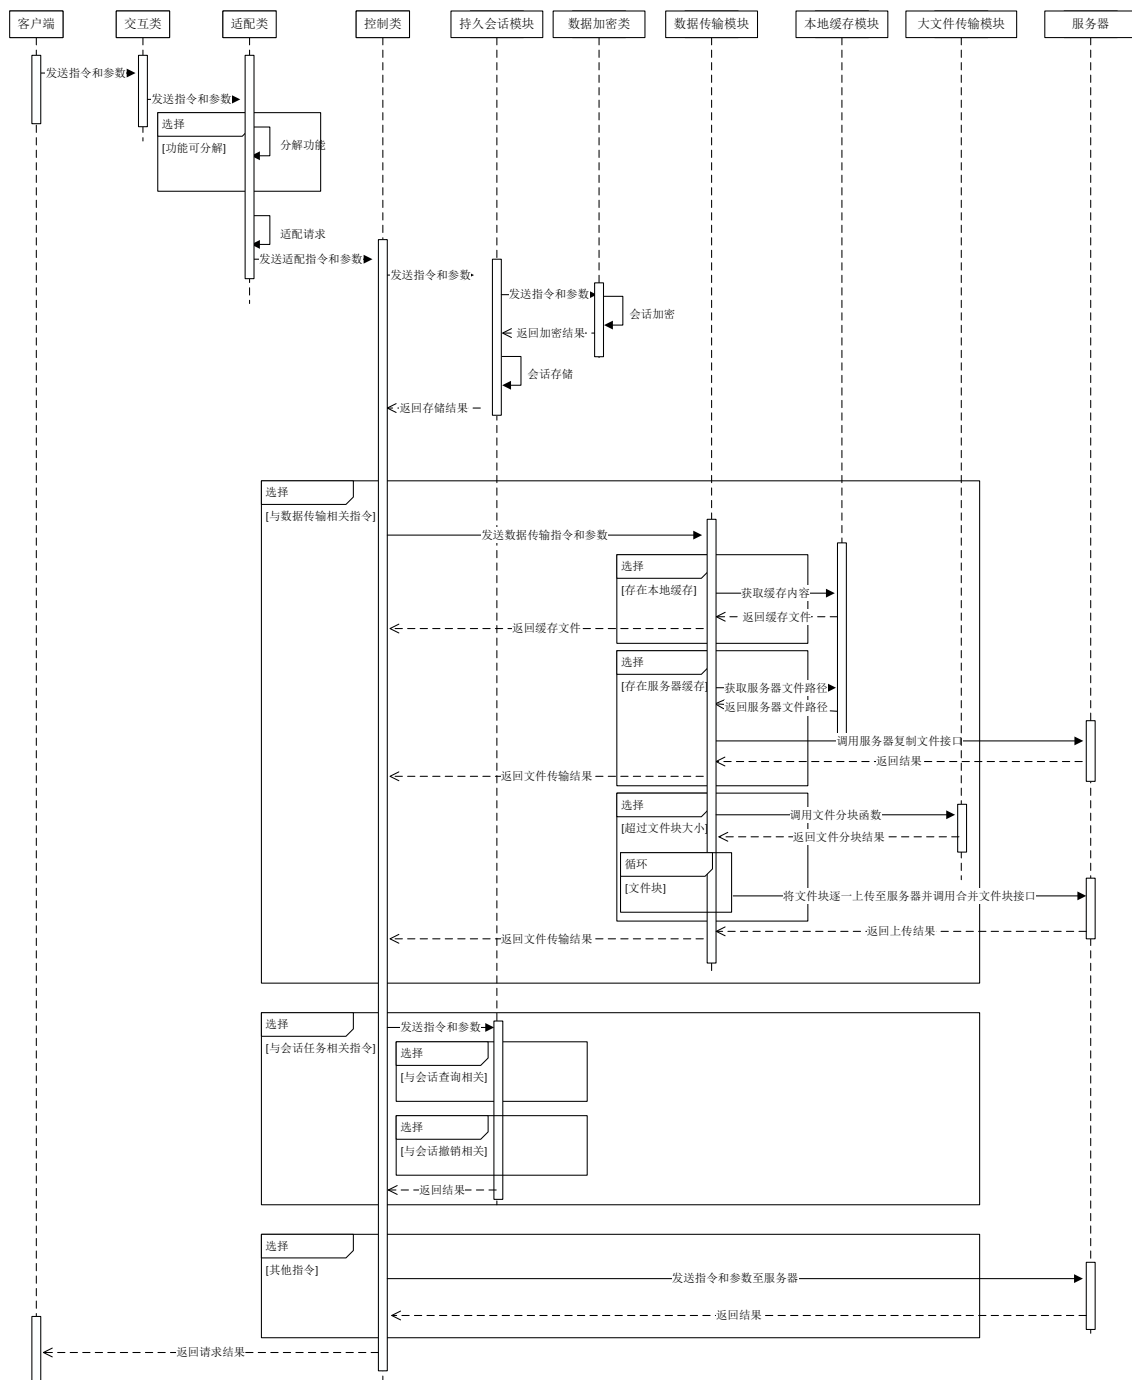 客户端
交互类
适配类
控制类
持久会话模块
数据加密类
数据传输模块
本地缓存模块
大文件传输模块
服务器
发送指令和参数
发送指令和参数
选择
[功能可分解]
分解功能
适配请求
发送适配指令和参数
发送指令和参数
发送指令和参数
会话加密
返回加密结果
会话存储
返回存储结果
选择
[与数据传输相关指令]
发送数据传输指令和参数
选择
[存在本地缓存]
获取缓存内容
返回缓存文件
返回缓存文件
选择
[存在服务器缓存]
获取服务器文件路径
返回服务器文件路径
调用服务器复制文件接口
返回结果
返回文件传输结果
选择
调用文件分块函数
[超过文件块大小]
返回文件分块结果
循环
[文件块]
将文件块逐一上传至服务器并调用合并文件块接口
返回上传结果
返回文件传输结果
选择
[与会话任务相关指令]
发送指令和参数
选择
[与会话查询相关]
选择
[与会话撤销相关]
返回结果
选择
[其他指令]
发送指令和参数至服务器
返回结果
返回请求结果